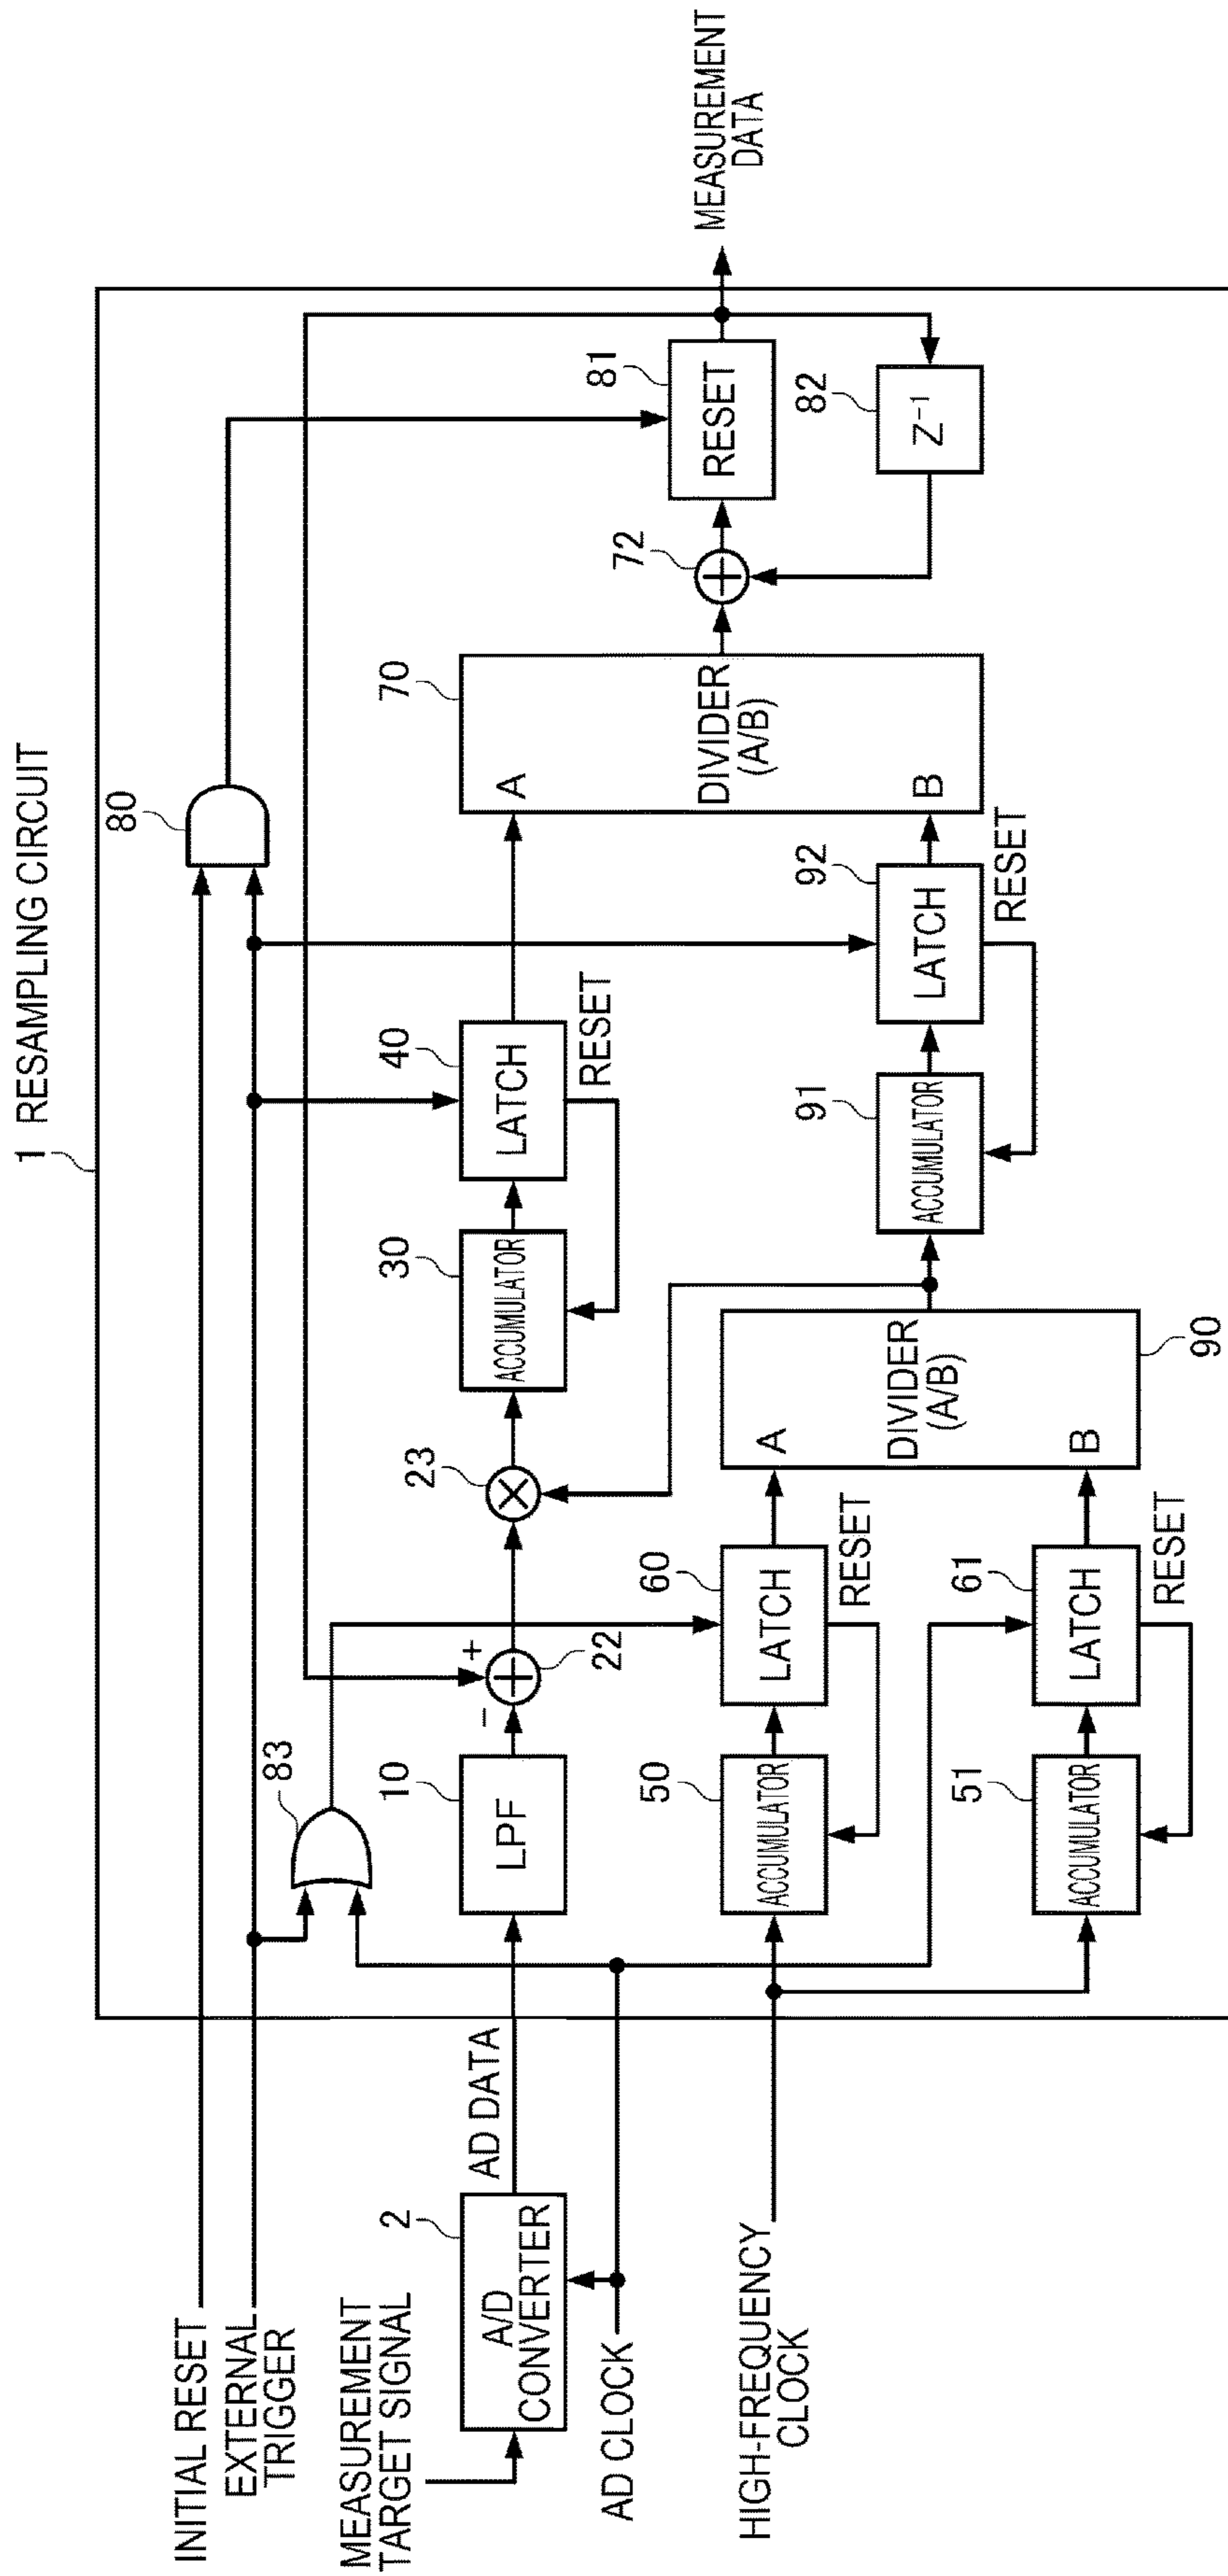 1 RESAMPLING CIRCUIT
INITIAL RESET
EXTERNAL
TRIGGER
MEASUREMENT
TARGET SIGNAL
2
A/D
CONVERTER
AD DATA
AD CLOCK
HIGH-FREQUENCY
CLOCK
83
80
10
LPF
−
+
22
23
30
ACCUMULATOR
40
LATCH
RESET
50
ACCUMULATOR
60
LATCH
RESET
51
ACCUMULATOR
61
LATCH
RESET
A
B
DIVIDER
(A/B)
90
91
ACCUMULATOR
92
LATCH
RESET
70
A
B
DIVIDER
(A/B)
72
81
RESET
82
Z⁻¹
MEASUREMENT
DATA